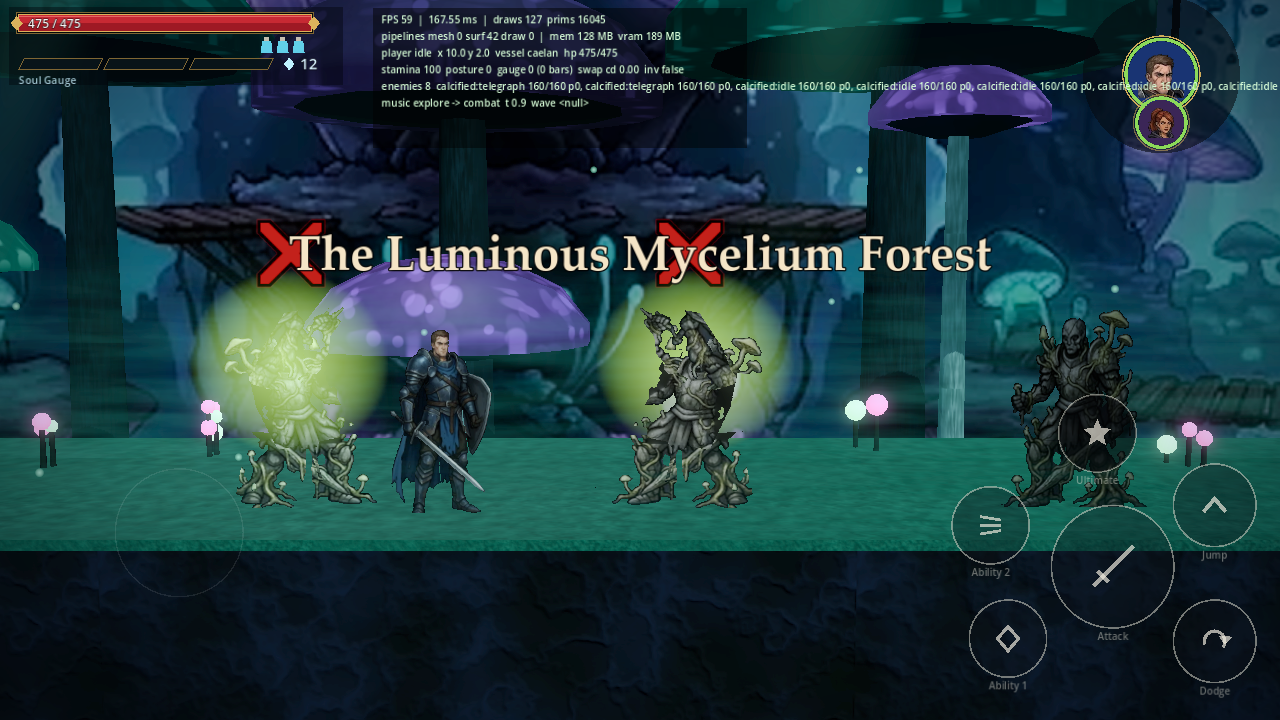 475 / 475
12
Soul Gauge
FPS 59 | 167.55 ms | draws 127 prims 16045
pipelines mesh 0 surf 42 draw 0 | mem 128 MB vram 189 MB
player idle x 10.0 y 2.0 vessel caelan hp 475/475
stamina 100 posture 0 gauge 0 (0 bars) swap cd 0.00 inv false
enemies 8 calcified:telegraph 160/160 p0, calcified:telegraph 160/160 p0, calcified:idle 160/160 p0, calcified:idle 160/160 p0, calcified:idle 160/160 p0, calcified:idle
music explore -> combat t 0.9 wave <null>
The Luminous Mycelium Forest
Ultimate
Ability 2
Jump
Attack
Ability 1
Dodge